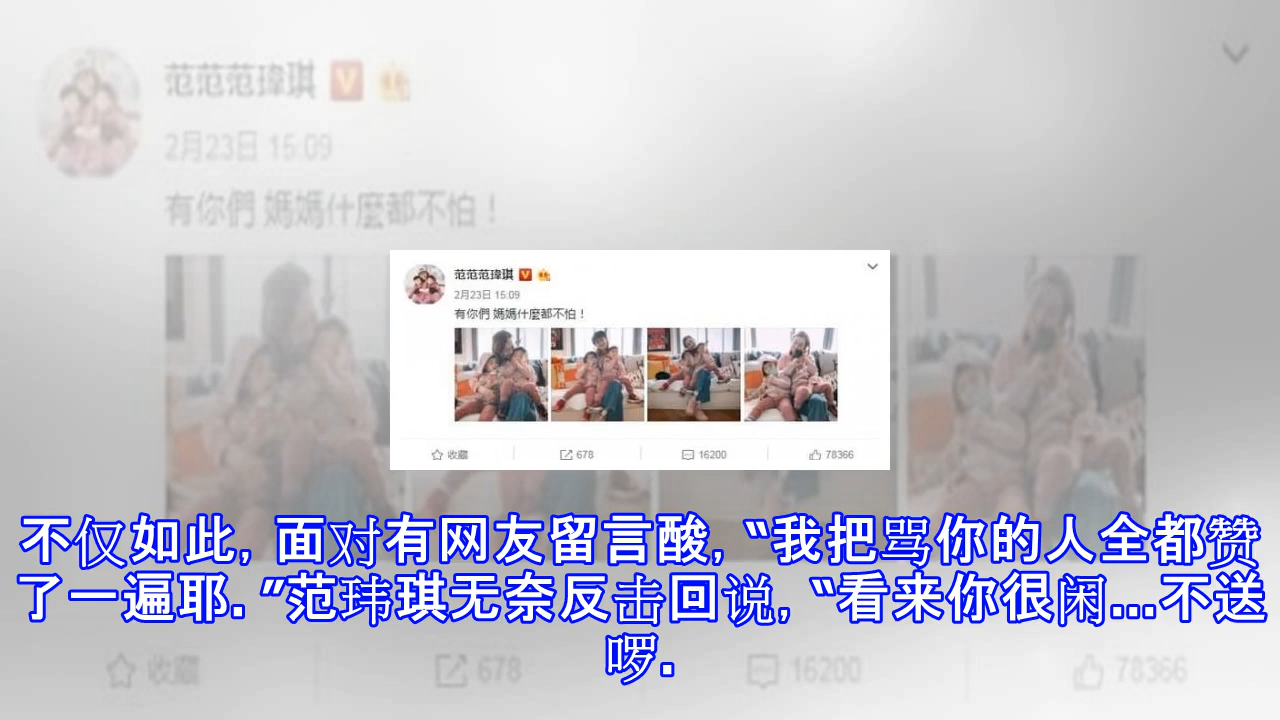 范范范瑋琪 V
2月23日 15:09
有你們 媽媽什麼都不怕！
范范范瑋琪 V
2月23日 15:09
有你們 媽媽什麼都不怕！
收藏 678 16200 78366
不仅如此, 面对有网友留言酸, “我把骂你的人全都赞
了一遍耶. ”范玮琪无奈反击回说, “看来你很闲...不送
啰.
收藏 678 16200 78366